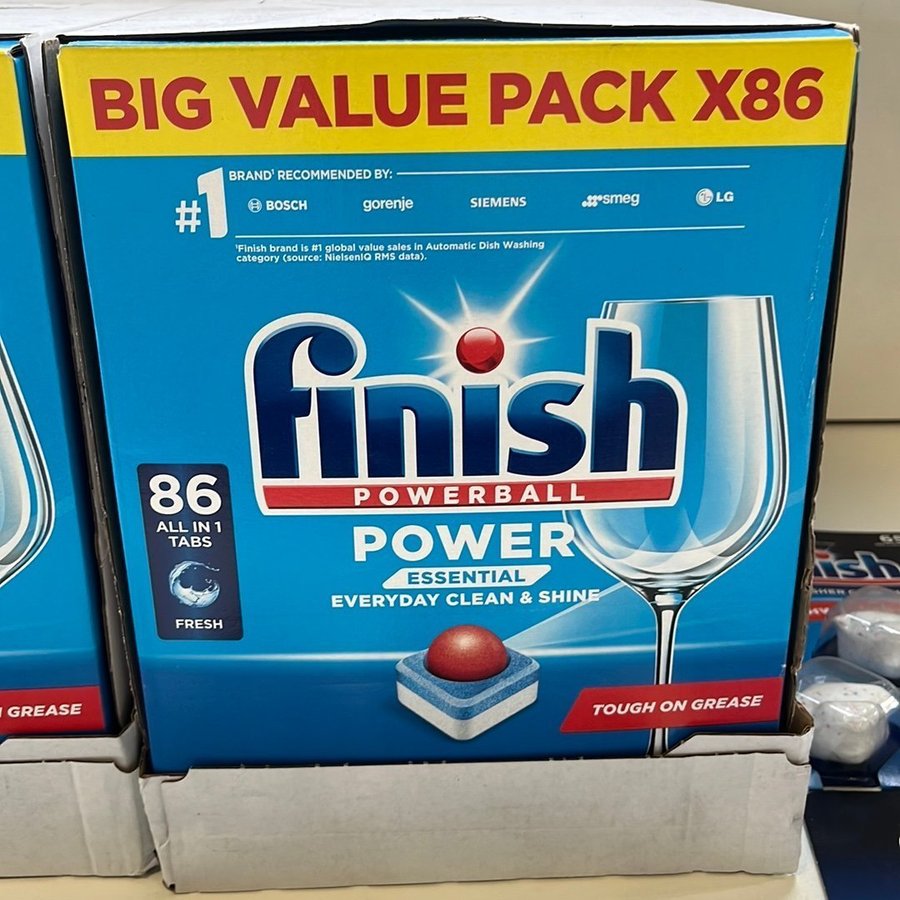 BIG VALUE PACK X86
#1 BRAND¹ RECOMMENDED BY:
BOSCH gorenje SIEMENS smeg LG
¹Finish brand is #1 global value sales in Automatic Dish Washing
category (source: NielsenIQ RMS data).
finish
POWERBALL
POWER
ESSENTIAL
EVERYDAY CLEAN & SHINE
86
ALL IN 1
TABS
FRESH
TOUGH ON GREASE
GREASE
ish